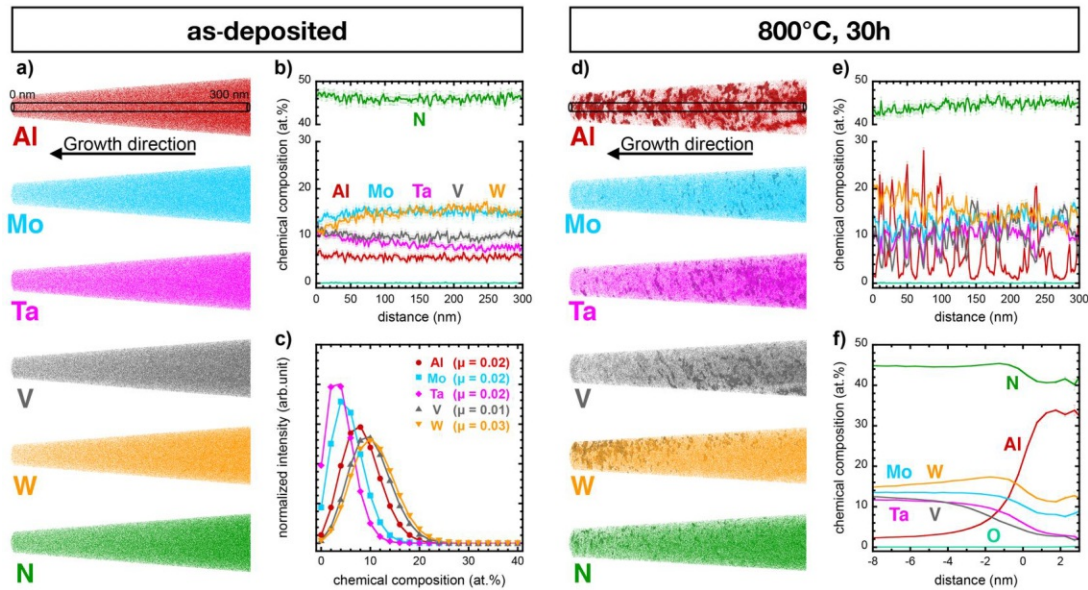 as-deposited
800°C, 30h
a)
0 nm
300 nm
Al
Growth direction
Mo
Ta
V
W
N
b)
chemical composition (at.%)
50
40
30
20
10
0
N
Al Mo Ta V W
0 50 100 150 200 250 300
distance (nm)
c)
normalized intensity (arb.unit)
Al (μ = 0.02)
Mo (μ = 0.02)
Ta (μ = 0.02)
V (μ = 0.01)
W (μ = 0.03)
0 10 20 30 40
chemical composition (at.%)
d)
Al
Growth direction
Mo
Ta
V
W
N
e)
chemical composition (at.%)
50
40
30
20
10
0
0 50 100 150 200 250 300
distance (nm)
f)
chemical composition (at.%)
50
40
30
20
10
0
N
Al
Mo W
Ta V
O
-8 -6 -4 -2 0 2
distance (nm)